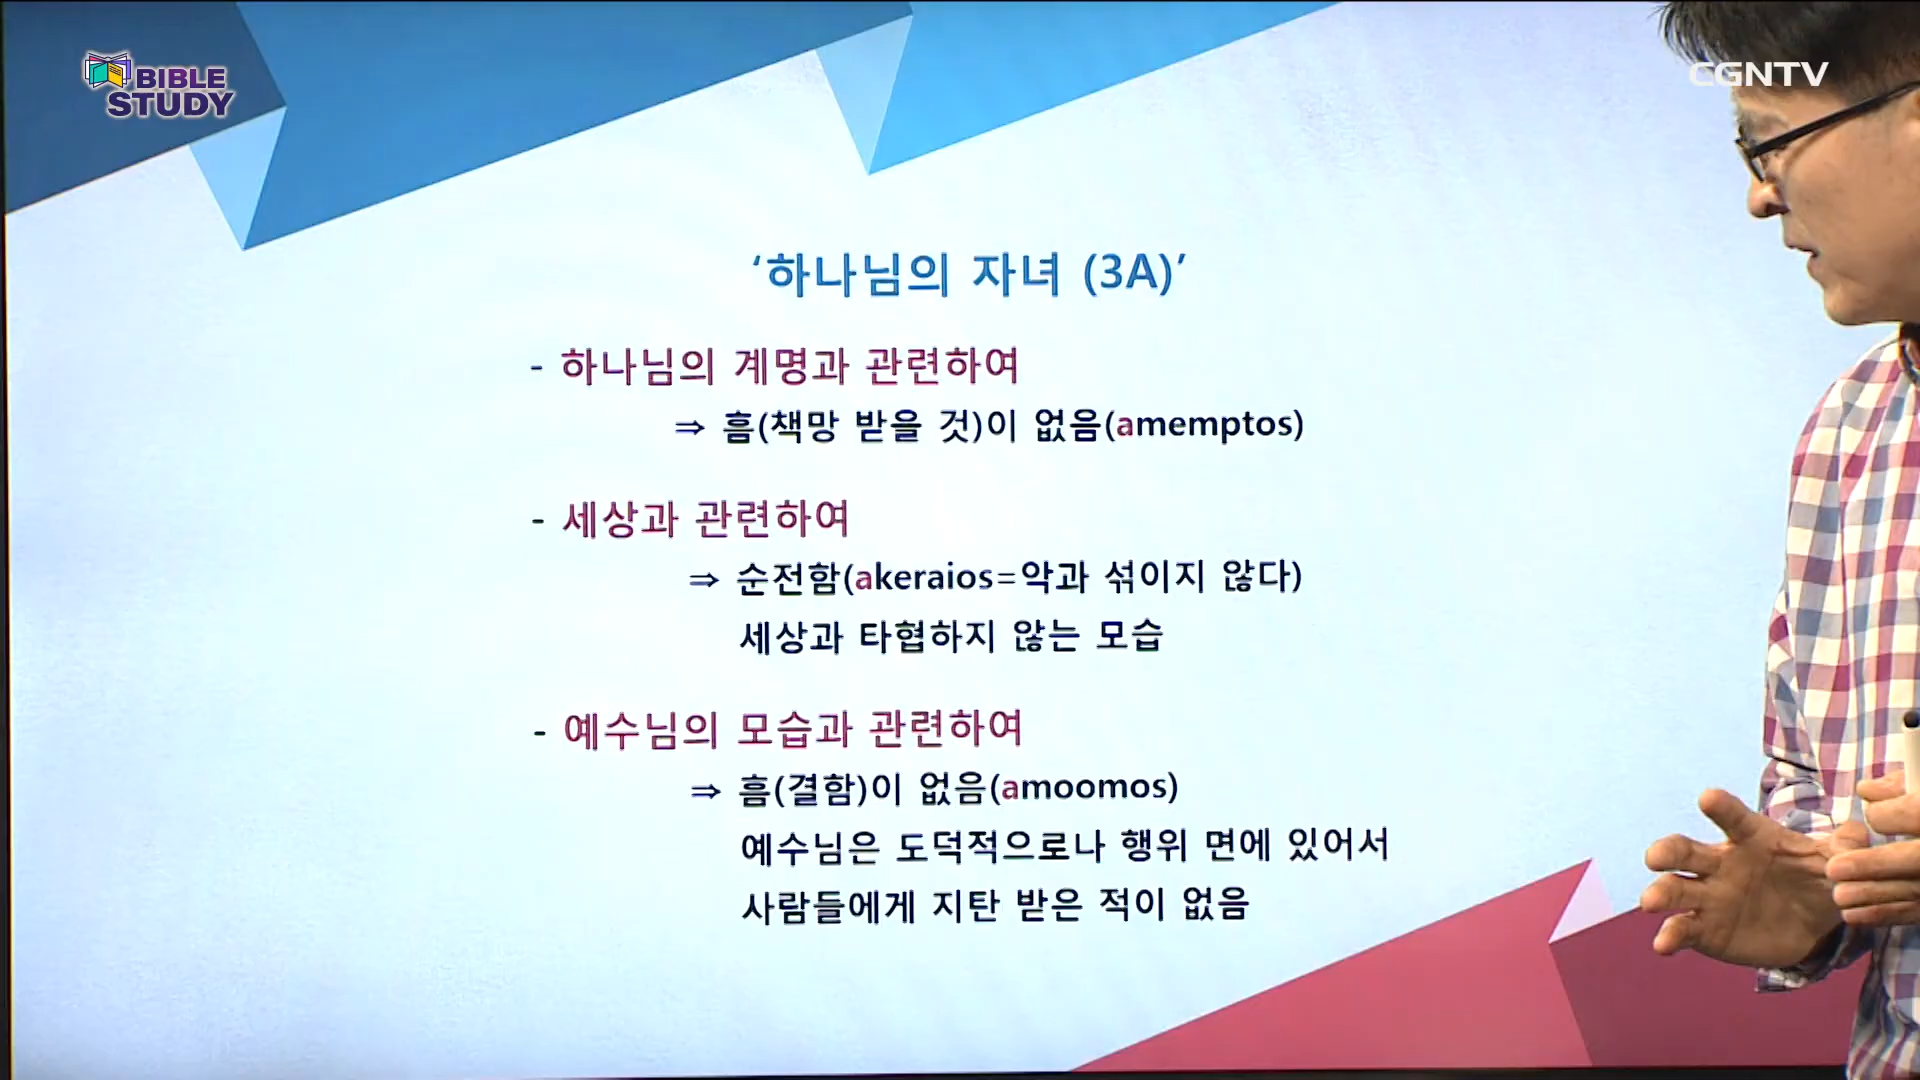 BIBLE
STUDY
CGNTV
‘하나님의 자녀 (3A)’
- 하나님의 계명과 관련하여
⇒ 흠(책망 받을 것)이 없음(amemptos)
- 세상과 관련하여
⇒ 순전함(akeraios=악과 섞이지 않다)
세상과 타협하지 않는 모습
- 예수님의 모습과 관련하여
⇒ 흠(결함)이 없음(amoomos)
예수님은 도덕적으로나 행위 면에 있어서
사람들에게 지탄 받은 적이 없음